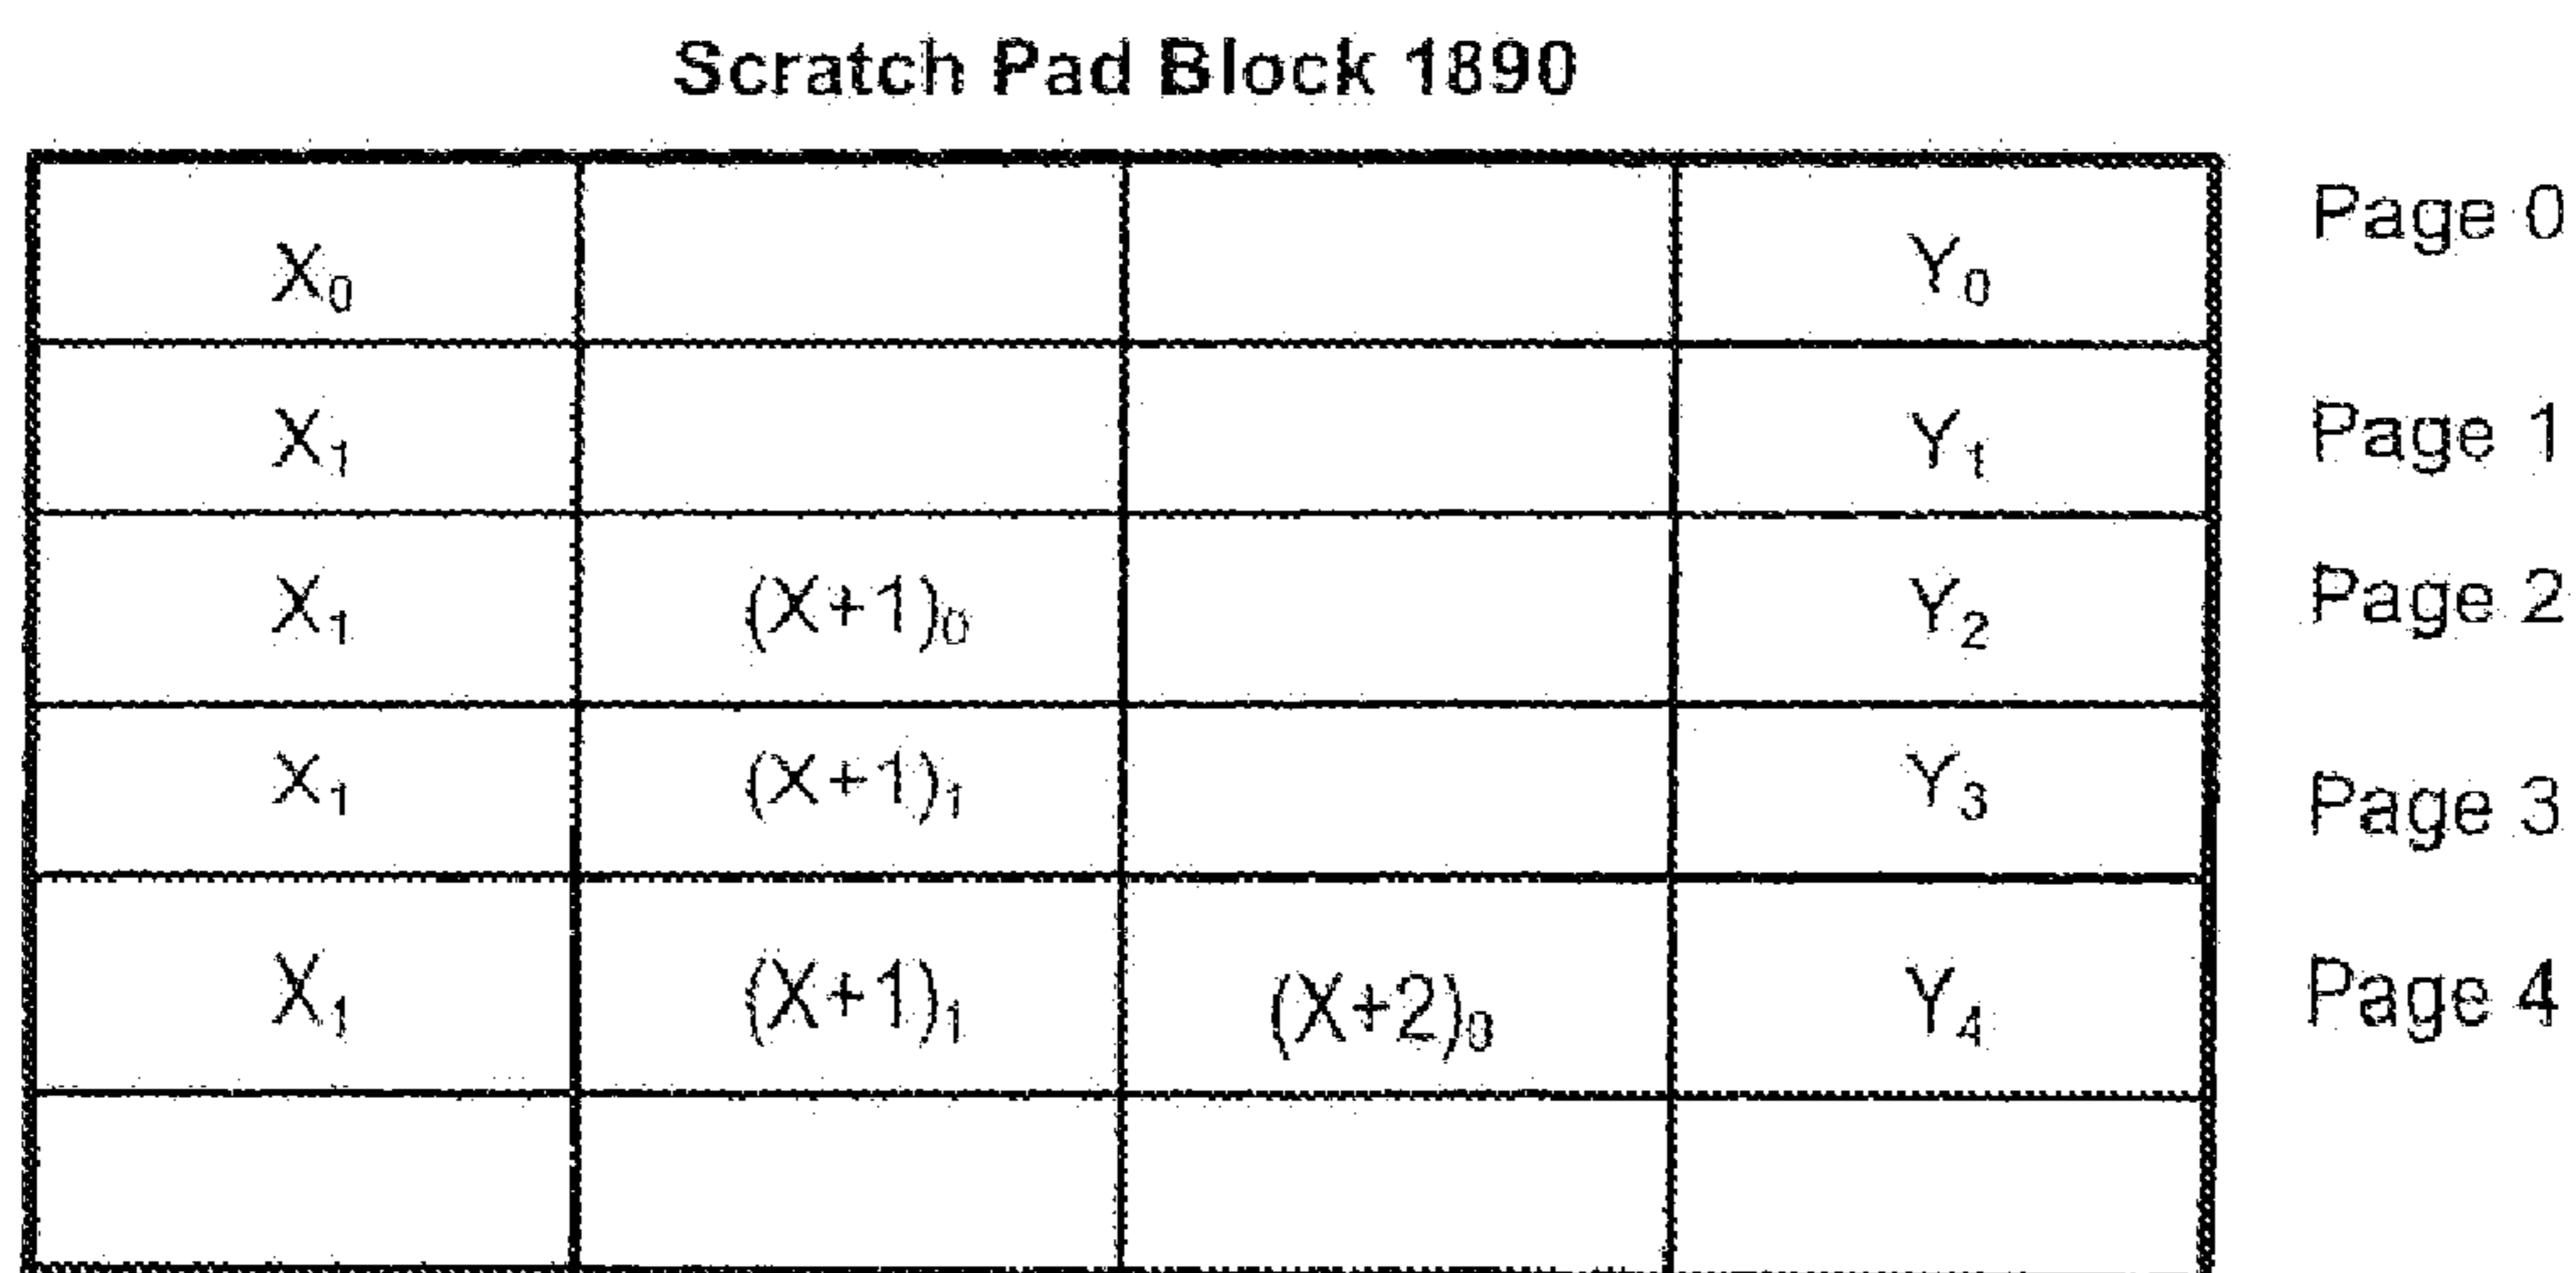 Scratch Pad Block 1890
X₀ Y₀ Page 0
X₁ Y₁ Page 1
X₁ (X+1)₀ Y₂ Page 2
X₁ (X+1)₁ Y₃ Page 3
X₁ (X+1)₁ (X+2)₀ Y₄ Page 4